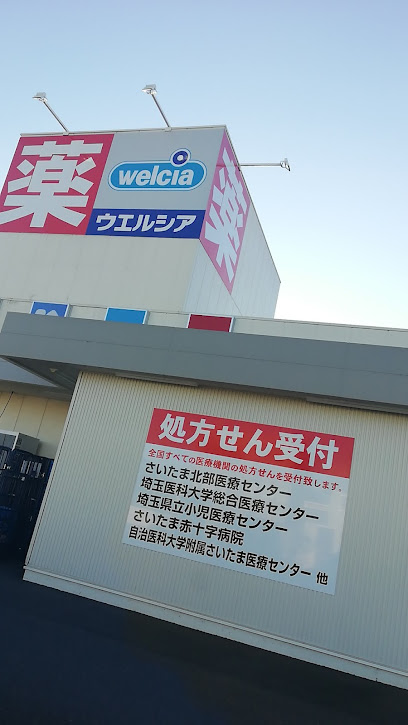 薬
welcia
ウエルシア
薬
処方せん受付
全国すべての医療機関の処方せんを受付致します。
さいたま北部医療センター
埼玉医科大学総合医療センター
埼玉県立小児医療センター
さいたま赤十字病院
自治医科大学附属さいたま医療センター 他